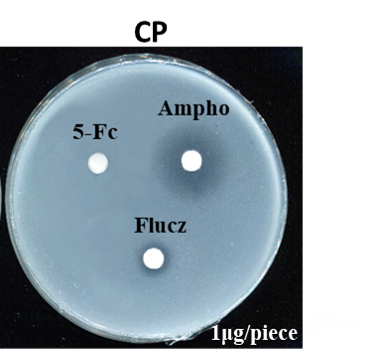 CP
Ampho
5-Fc
Flucz
1µg/piece